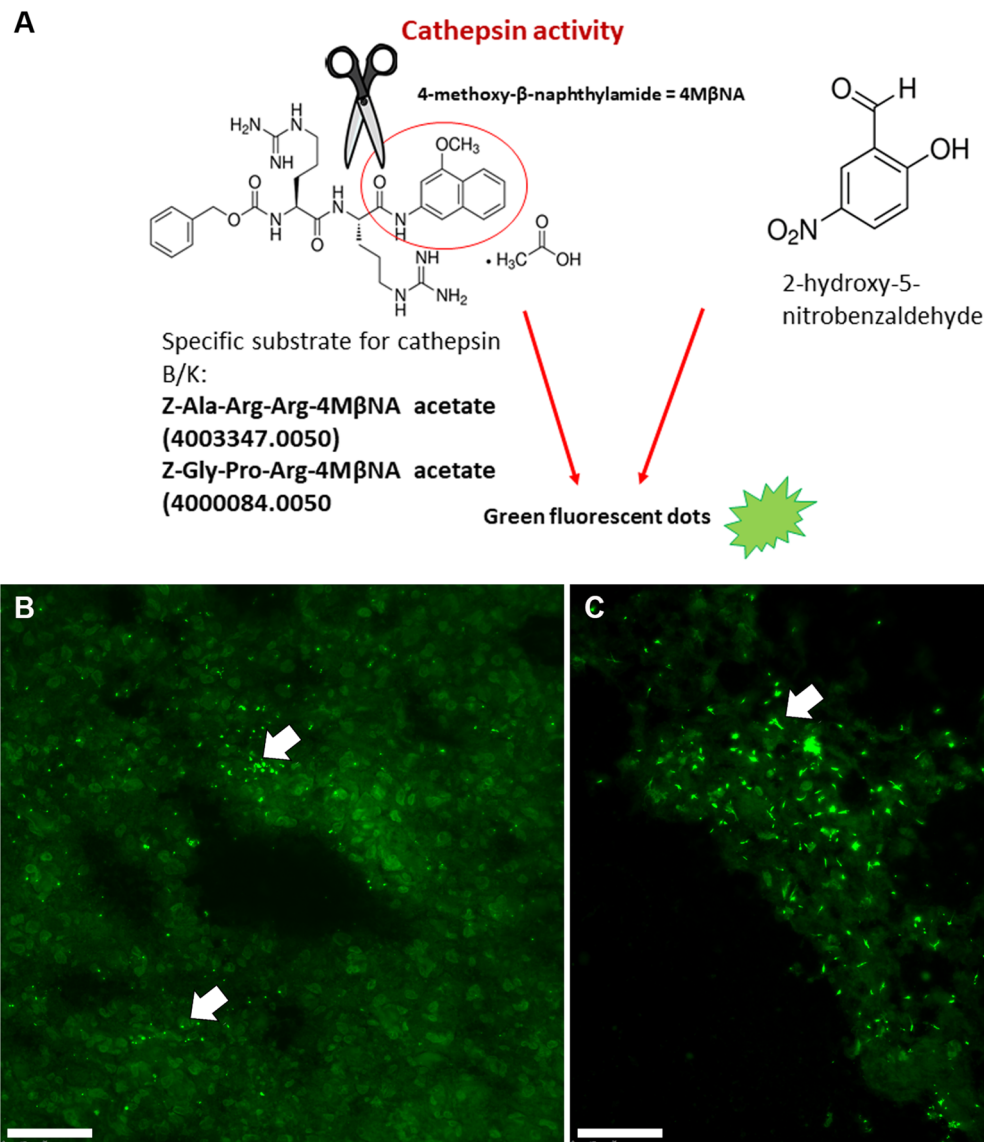 A
Cathepsin activity
4-methoxy-β-naphthylamide = 4MβNA
O
H
OH
O₂N
2-hydroxy-5-
nitrobenzaldehyde
H₂N
H
N
NH
OCH₃
O
O
H
N
O
N
H
O
N
H
O
H₃C
OH
NH
N
H
NH₂
Specific substrate for cathepsin
B/K:
Z-Ala-Arg-Arg-4MβNA acetate
(4003347.0050)
Z-Gly-Pro-Arg-4MβNA acetate
(4000084.0050
Green fluorescent dots
B
C